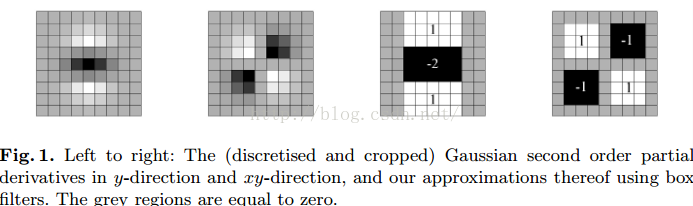 1
-2
1
1
-1
-1
1
http://blog.csdn.net/
Fig. 1. Left to right: The (discretised and cropped) Gaussian second order partial
derivatives in y-direction and xy-direction, and our approximations thereof using box
filters. The grey regions are equal to zero.